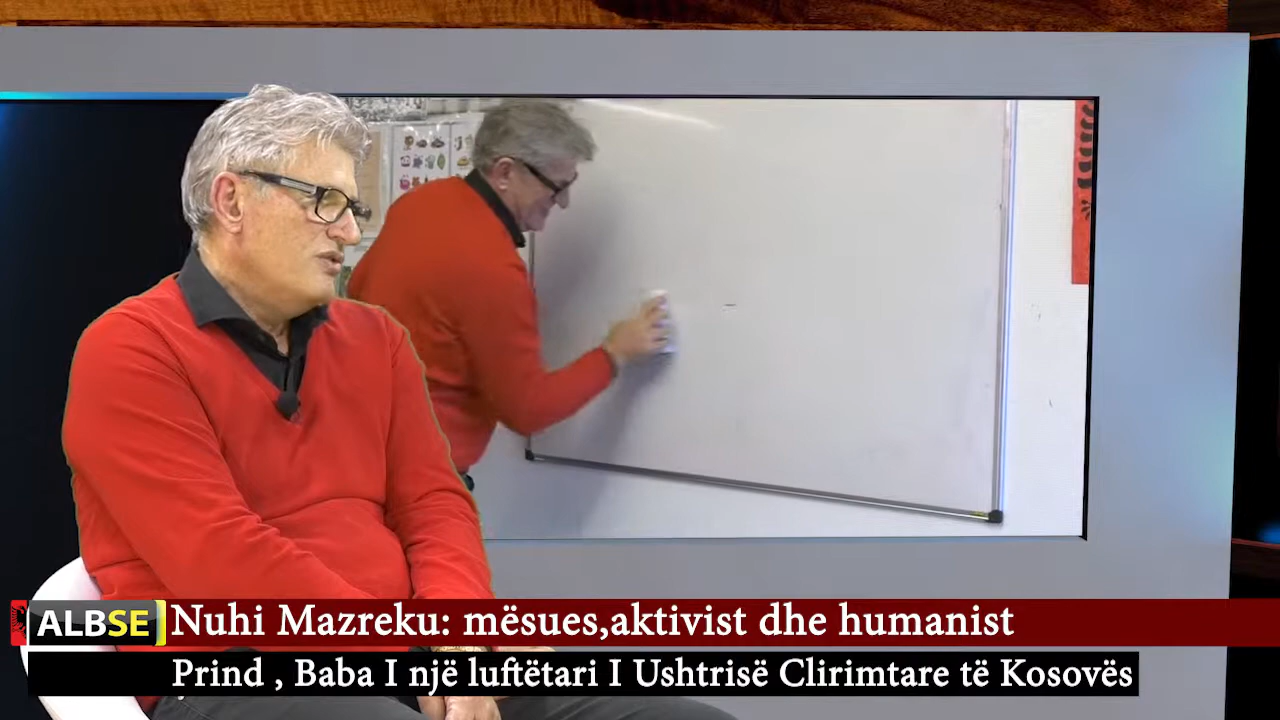 ALBSE
Nuhi Mazreku: mësues,aktivist dhe humanist
Prind , Baba I një luftëtari I Ushtrisë Clirimtare të Kosovës